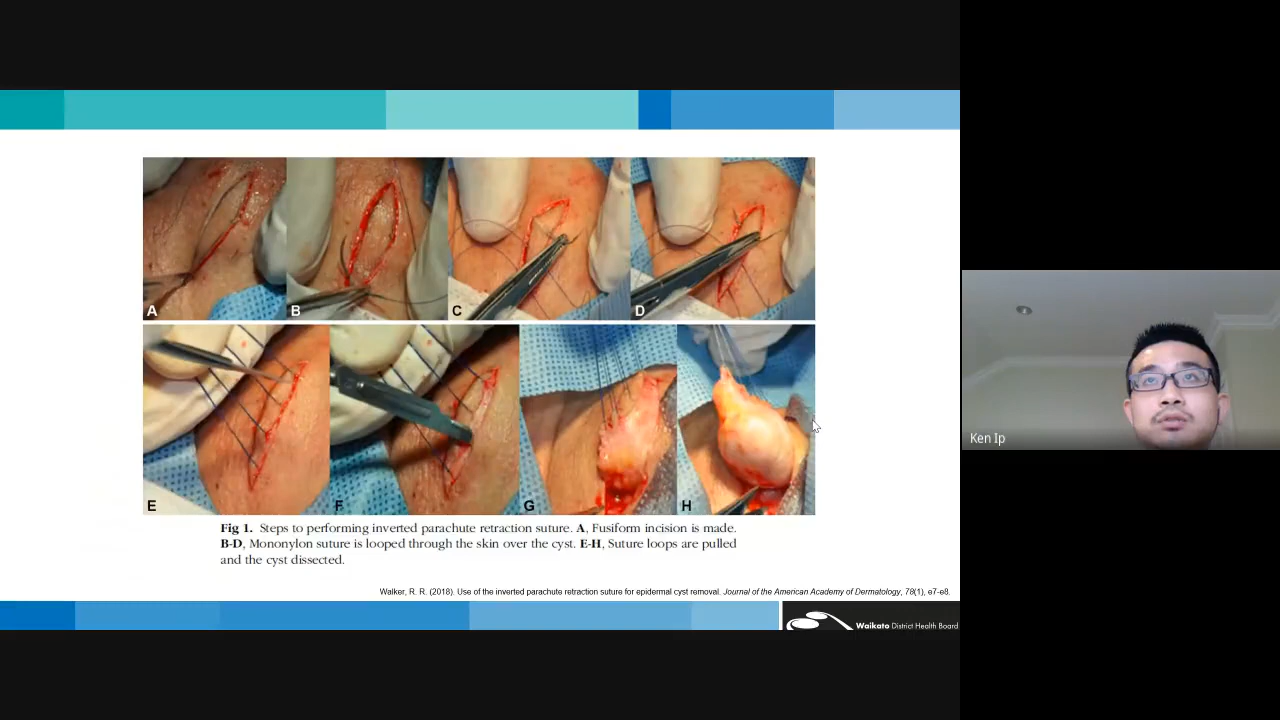 A
B
C
D
E
F
G
H
Fig 1. Steps to performing inverted parachute retraction suture. A, Fusiform incision is made.
B-D, Mononylon suture is looped through the skin over the cyst. E-H, Suture loops are pulled
and the cyst dissected.
Walker, R. R. (2018). Use of the inverted parachute retraction suture for epidermal cyst removal. Journal of the American Academy of Dermatology, 78(1), e7-e8.
Waikato District Health Board
Ken Ip